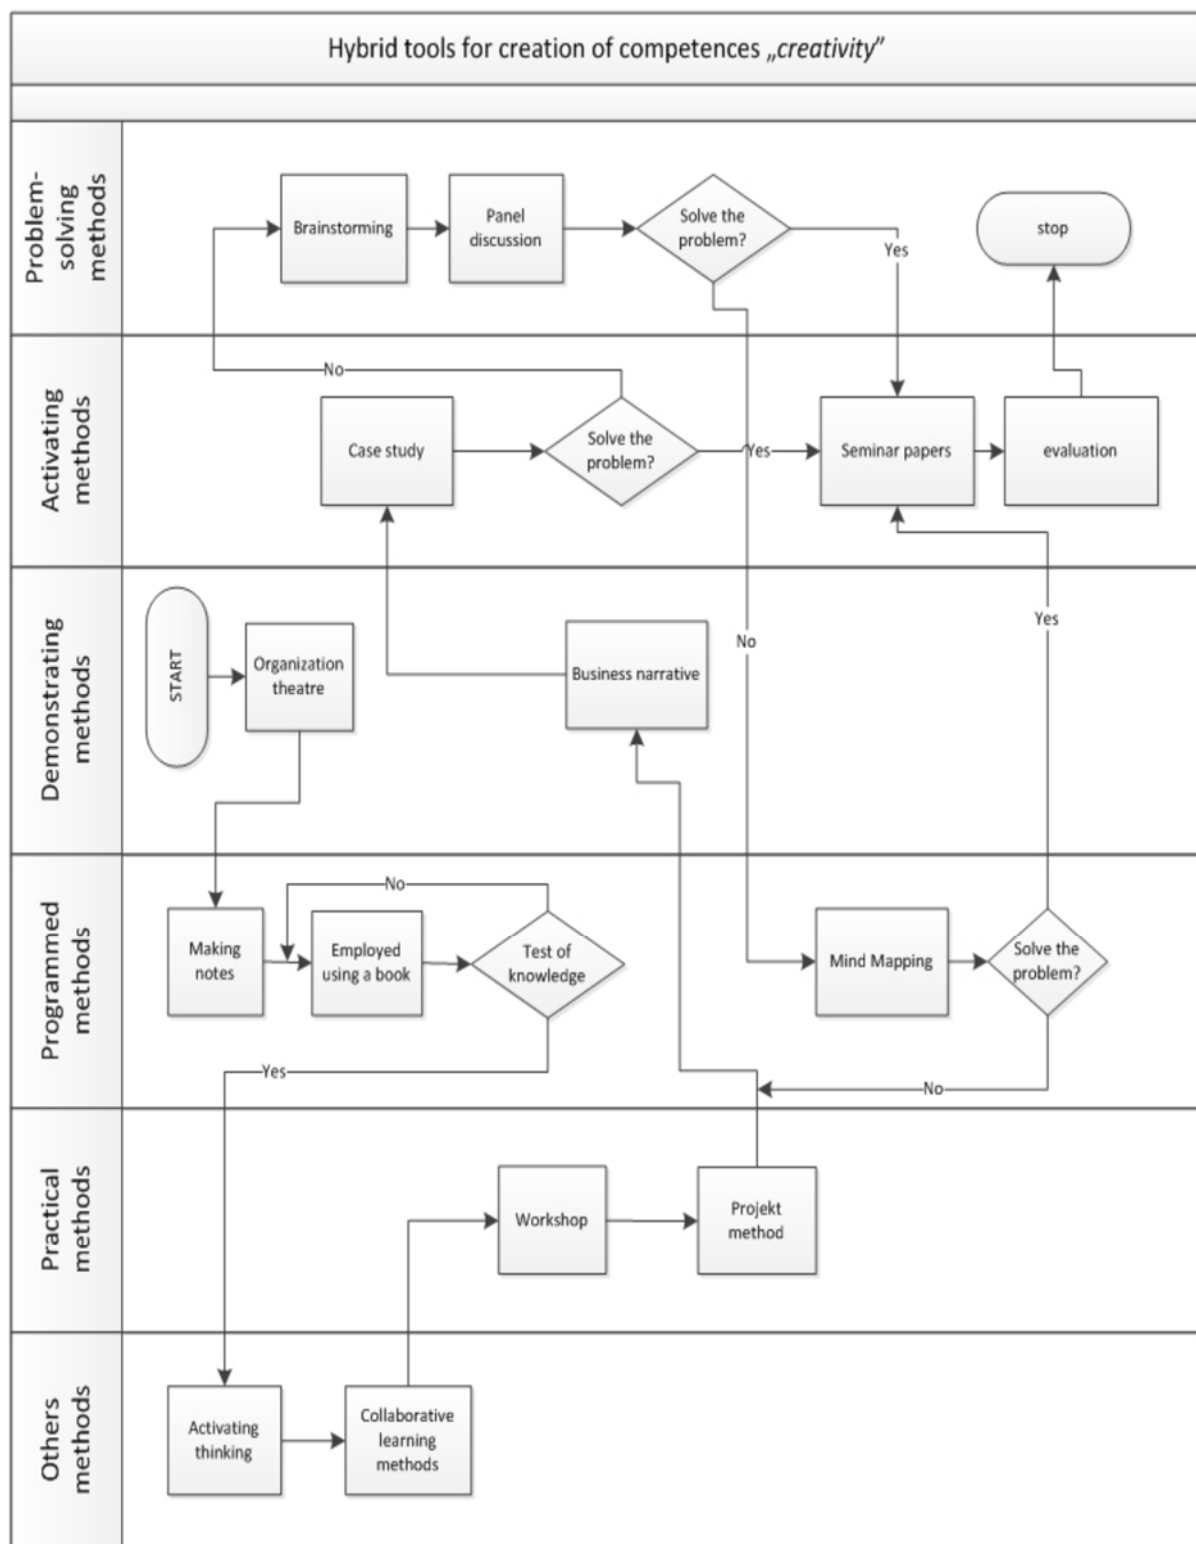 Hybrid tools for creation of competences „creativity”
Problem-
solving
methods
Brainstorming
Panel
discussion
Solve the
problem?
Yes
stop
No
Activating
methods
No
Case study
Solve the
problem?
Yes
Seminar papers
evaluation
Demonstrating
methods
START
Organization
theatre
Business narrative
No
Yes
Programmed
methods
No
Making
notes
Employed
using a book
Test of
knowledge
Mind Mapping
Solve the
problem?
Yes
No
Practical
methods
Workshop
Projekt
method
Others
methods
Activating
thinking
Collaborative
learning
methods